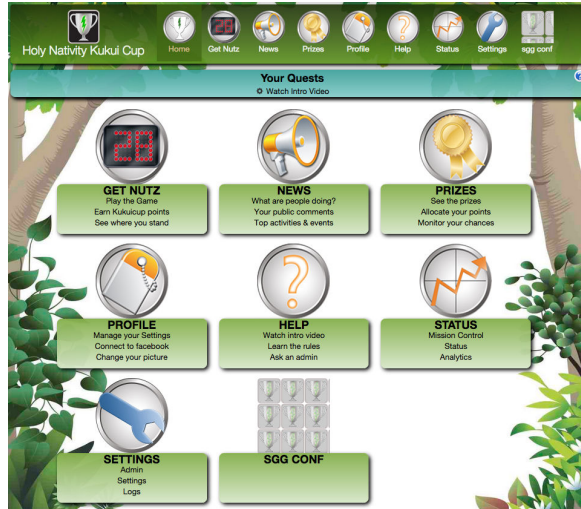 Holy Nativity Kukui Cup
Home
Get Nutz
News
Prizes
Profile
Help
Status
Settings
sgg conf
Your Quests
Watch Intro Video
GET NUTZ
Play the Game
Earn Kukuicup points
See where you stand
NEWS
What are people doing?
Your public comments
Top activities & events
PRIZES
See the prizes
Allocate your points
Monitor your chances
PROFILE
Manage your Settings
Connect to facebook
Change your picture
HELP
Watch intro video
Learn the rules
Ask an admin
STATUS
Mission Control
Status
Analytics
SETTINGS
Admin
Settings
Logs
SGG CONF